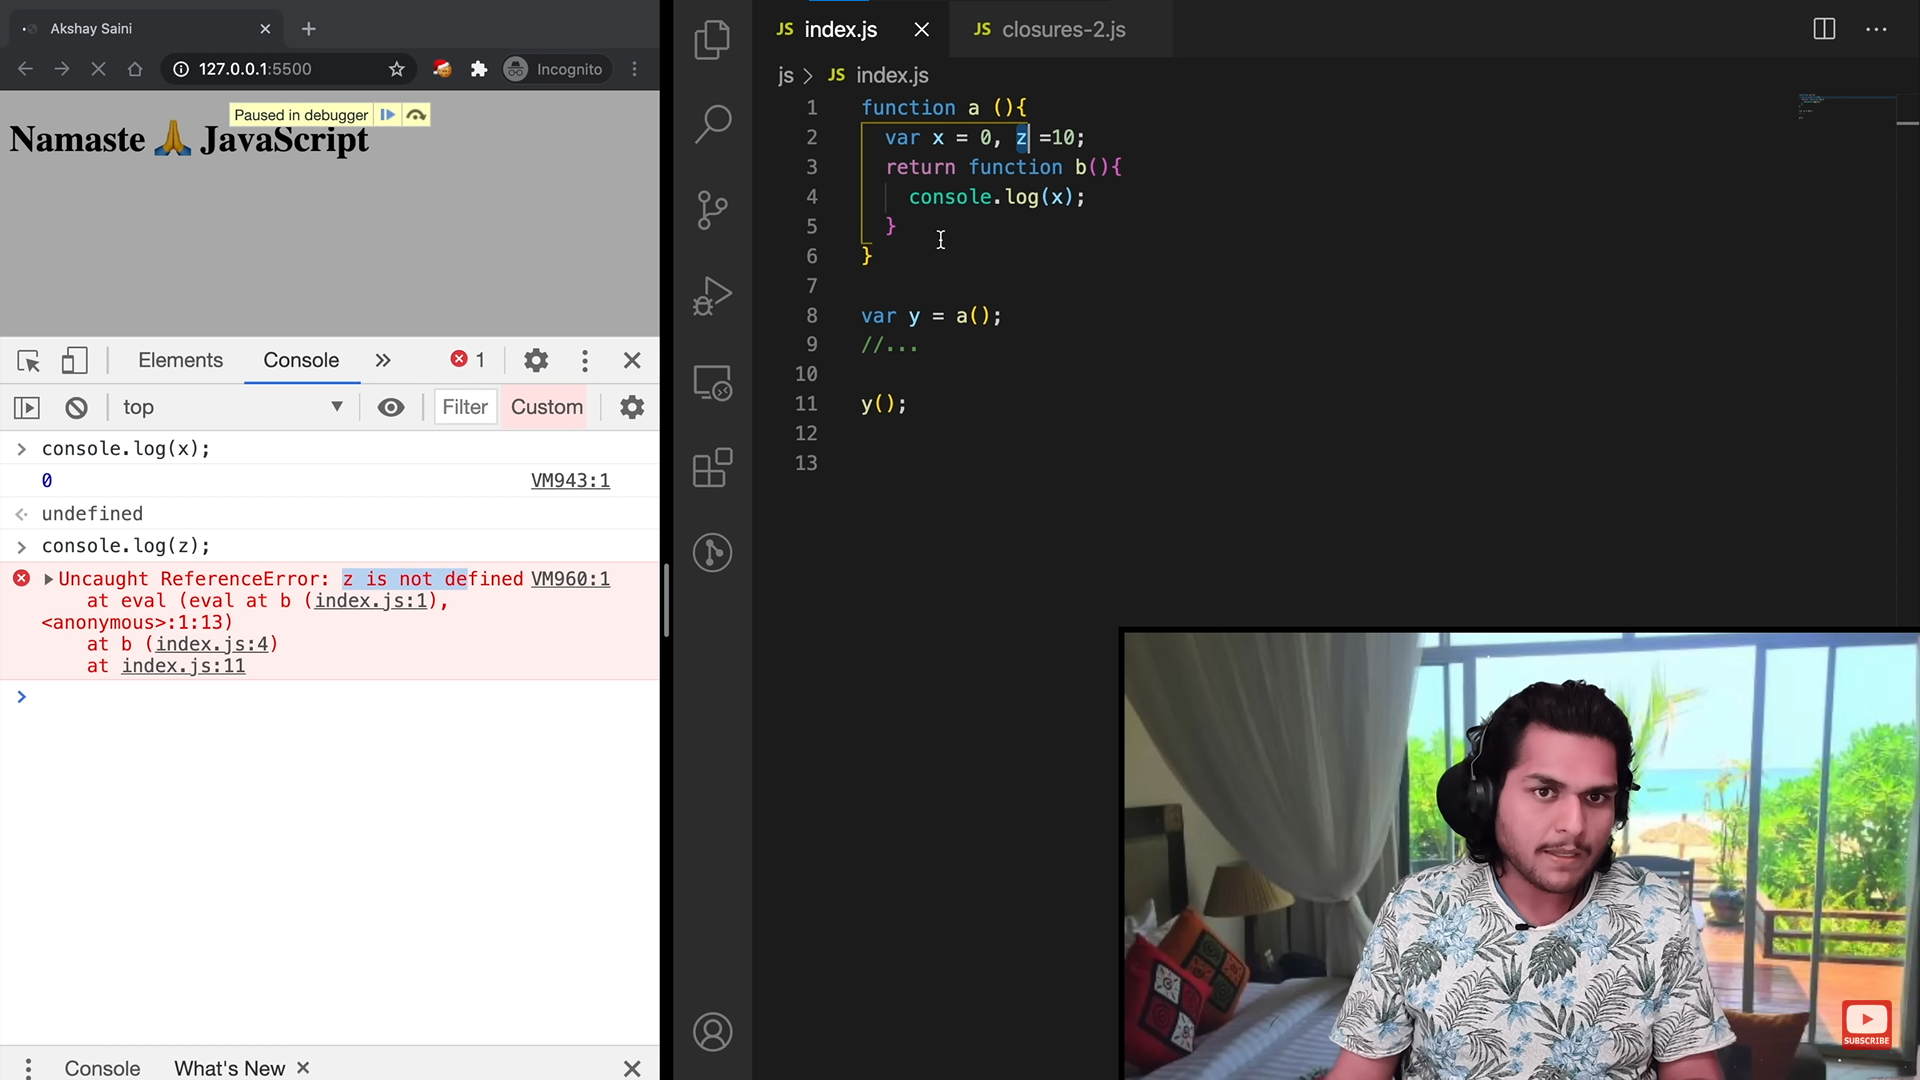 Akshay Saini
127.0.0.1:5500
Incognito
Paused in debugger
Namaste 🙏 JavaScript
Elements
Console
1
top
Filter
Custom
console.log(x);
0
VM943:1
undefined
console.log(z);
Uncaught ReferenceError: z is not defined VM960:1
at eval (eval at b (index.js:1),
<anonymous>:1:13)
at b (index.js:4)
at index.js:11
Console
What's New
JS index.js
JS closures-2.js
js > JS index.js
1 function a (){
2 var x = 0, z =10;
3 return function b(){
4 console.log(x);
5 }
6 }
7
8 var y = a();
9 //...
10
11 y();
12
13
SUBSCRIBE